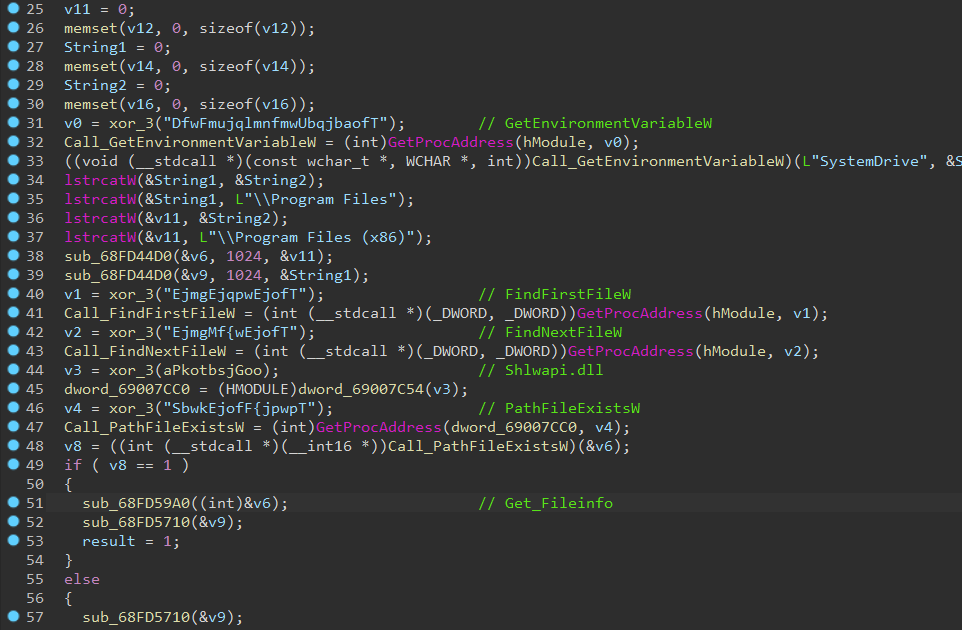 25 v11 = 0;
26 memset(v12, 0, sizeof(v12));
27 String1 = 0;
28 memset(v14, 0, sizeof(v14));
29 String2 = 0;
30 memset(v16, 0, sizeof(v16));
31 v0 = xor_3("DfwFmujqlmnfmwUbqjbaofT"); // GetEnvironmentVariableW
32 Call_GetEnvironmentVariableW = (int)GetProcAddress(hModule, v0);
33 ((void (__stdcall *)(const wchar_t *, WCHAR *, int))Call_GetEnvironmentVariableW)(L"SystemDrive", &S
34 lstrcatW(&String1, &String2);
35 lstrcatW(&String1, L"\\Program Files");
36 lstrcatW(&v11, &String2);
37 lstrcatW(&v11, L"\\Program Files (x86)");
38 sub_68FD44D0(&v6, 1024, &v11);
39 sub_68FD44D0(&v9, 1024, &String1);
40 v1 = xor_3("EjmgEjqpwEjofT"); // FindFirstFileW
41 Call_FindFirstFileW = (int (__stdcall *)(_DWORD, _DWORD))GetProcAddress(hModule, v1);
42 v2 = xor_3("EjmgMf{wEjofT"); // FindNextFileW
43 Call_FindNextFileW = (int (__stdcall *)(_DWORD, _DWORD))GetProcAddress(hModule, v2);
44 v3 = xor_3(aPkotbsjGoo); // Shlwapi.dll
45 dword_69007CC0 = (HMODULE)dword_69007C54(v3);
46 v4 = xor_3("SbwkEjofF{jpwpT"); // PathFileExistsW
47 Call_PathFileExistsW = (int)GetProcAddress(dword_69007CC0, v4);
48 v8 = ((int (__stdcall *)(__int16 *))Call_PathFileExistsW)(&v6);
49 if ( v8 == 1 )
50 {
51 sub_68FD59A0((int)&v6); // Get_Fileinfo
52 sub_68FD5710(&v9);
53 result = 1;
54 }
55 else
56 {
57 sub_68FD5710(&v9);